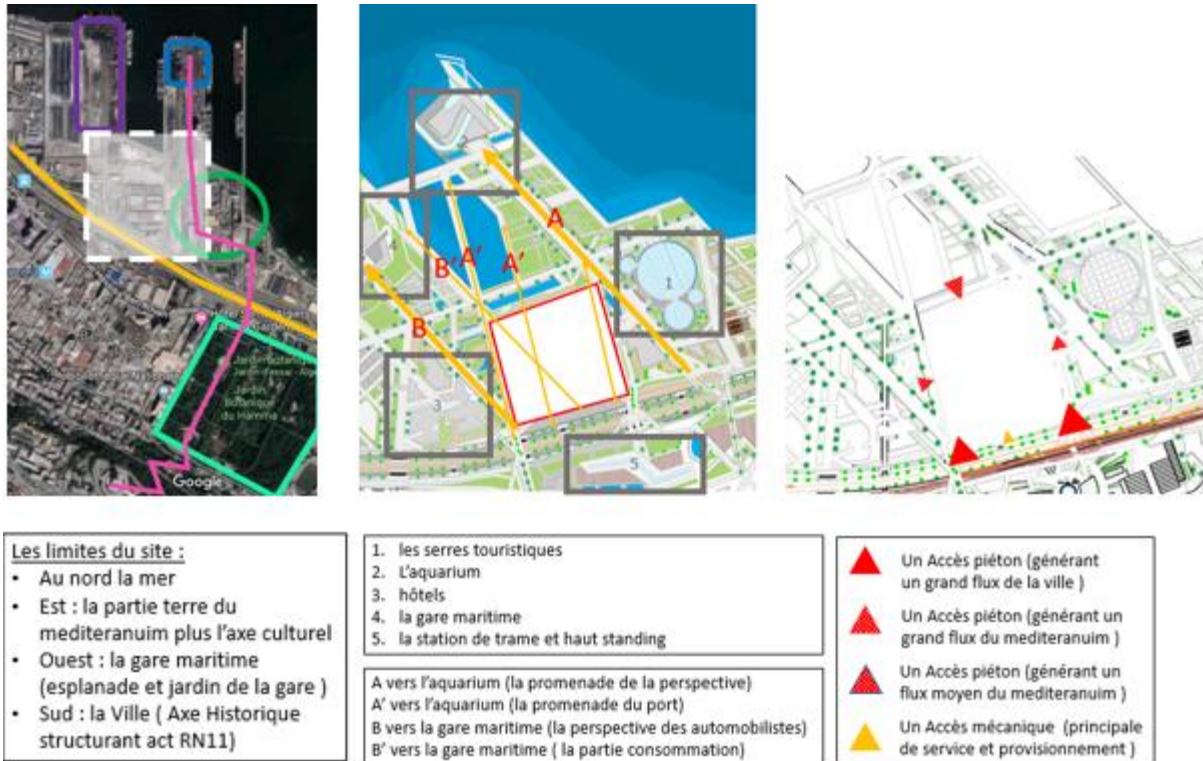 Jardin
Botanique
du Hamma
Google
2
4
A
B'
A'
A'
1
B
3
5
Les limites du site :
• Au nord la mer
• Est : la partie terre du
mediteranuim plus l'axe culturel
• Ouest : la gare maritime
(esplanade et jardin de la gare )
• Sud : la Ville ( Axe Historique
structurant act RN11)
1. les serres touristiques
2. L'aquarium
3. hôtels
4. la gare maritime
5. la station de trame et haut standing
A vers l'aquarium (la promenade de la perspective)
A' vers l'aquarium (la promenade du port)
B vers la gare maritime (la perspective des automobilistes)
B' vers la gare maritime ( la partie consommation)
Un Accès piéton (générant
un grand flux de la ville )
Un Accès piéton (générant un
grand flux du mediteranuim )
Un Accès piéton (générant un
flux moyen du mediteranuim )
Un Accès mécanique (principale
de service et provisionnement )